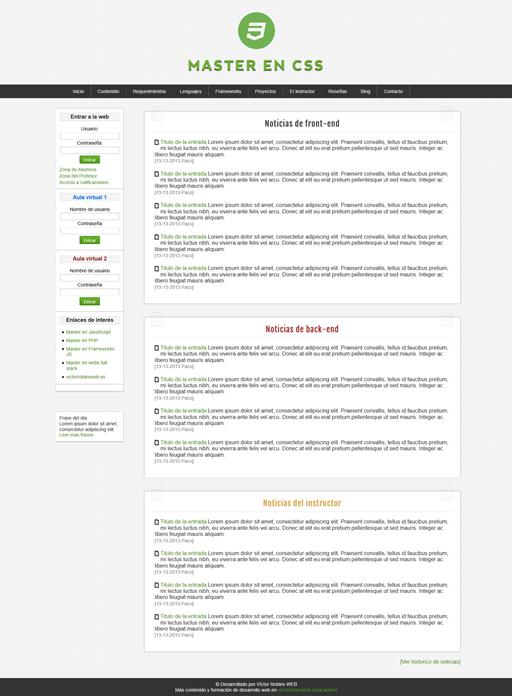 MASTER EN CSS
Inicio Contenido Requerimientos Lenguajes Frameworks Proyectos El instructor Reseñas Blog Contacto
Entrar a la web
Usuario:
Contraseña:
Entrar
Zona de Alumnos
Zona del Profesor
Acceso a calificaciones
Aula virtual 1
Nombre de usuario
Contraseña
Entrar
Aula virtual 2
Nombre de usuario
Contraseña
Entrar
Enlaces de interés
Master en JavaScript
Master en PHP
Master en Frameworks
JS
Master en webs full-
stack
victorroblesweb.es
Frase del día:
Lorem ipsum dolor sit amet,
consectetur adipiscing elit.
Leer mas frases
Noticias de front-end
Titulo de la entrada Lorem ipsum dolor sit amet, consectetur adipiscing elit. Praesent convallis, tellus id faucibus pretium,
mi lectus luctus nibh, eu viverra ante felis vel arcu. Donec at elit eu erat pretium pellentesque ut sed mauris. Integer ac
libero feugiat mauris aliquam.
[13-13-2013 Paco]
Titulo de la entrada Lorem ipsum dolor sit amet, consectetur adipiscing elit. Praesent convallis, tellus id faucibus pretium,
mi lectus luctus nibh, eu viverra ante felis vel arcu. Donec at elit eu erat pretium pellentesque ut sed mauris. Integer ac
libero feugiat mauris aliquam.
[13-13-2013 Paco]
Titulo de la entrada Lorem ipsum dolor sit amet, consectetur adipiscing elit. Praesent convallis, tellus id faucibus pretium,
mi lectus luctus nibh, eu viverra ante felis vel arcu. Donec at elit eu erat pretium pellentesque ut sed mauris. Integer ac
libero feugiat mauris aliquam.
[13-13-2013 Paco]
Titulo de la entrada Lorem ipsum dolor sit amet, consectetur adipiscing elit. Praesent convallis, tellus id faucibus pretium,
mi lectus luctus nibh, eu viverra ante felis vel arcu. Donec at elit eu erat pretium pellentesque ut sed mauris. Integer ac
libero feugiat mauris aliquam.
[13-13-2013 Paco]
Titulo de la entrada Lorem ipsum dolor sit amet, consectetur adipiscing elit. Praesent convallis, tellus id faucibus pretium,
mi lectus luctus nibh, eu viverra ante felis vel arcu. Donec at elit eu erat pretium pellentesque ut sed mauris. Integer ac
libero feugiat mauris aliquam.
[13-13-2013 Paco]
Noticias de back-end
Titulo de la entrada Lorem ipsum dolor sit amet, consectetur adipiscing elit. Praesent convallis, tellus id faucibus pretium,
mi lectus luctus nibh, eu viverra ante felis vel arcu. Donec at elit eu erat pretium pellentesque ut sed mauris. Integer ac
libero feugiat mauris aliquam.
[13-13-2013 Paco]
Titulo de la entrada Lorem ipsum dolor sit amet, consectetur adipiscing elit. Praesent convallis, tellus id faucibus pretium,
mi lectus luctus nibh, eu viverra ante felis vel arcu. Donec at elit eu erat pretium pellentesque ut sed mauris. Integer ac
libero feugiat mauris aliquam.
[13-13-2013 Paco]
Titulo de la entrada Lorem ipsum dolor sit amet, consectetur adipiscing elit. Praesent convallis, tellus id faucibus pretium,
mi lectus luctus nibh, eu viverra ante felis vel arcu. Donec at elit eu erat pretium pellentesque ut sed mauris. Integer ac
libero feugiat mauris aliquam.
[13-13-2013 Paco]
Titulo de la entrada Lorem ipsum dolor sit amet, consectetur adipiscing elit. Praesent convallis, tellus id faucibus pretium,
mi lectus luctus nibh, eu viverra ante felis vel arcu. Donec at elit eu erat pretium pellentesque ut sed mauris. Integer ac
libero feugiat mauris aliquam.
[13-13-2013 Paco]
Noticias del instructor
Titulo de la entrada Lorem ipsum dolor sit amet, consectetur adipiscing elit. Praesent convallis, tellus id faucibus pretium,
mi lectus luctus nibh, eu viverra ante felis vel arcu. Donec at elit eu erat pretium pellentesque ut sed mauris. Integer ac
libero feugiat mauris aliquam.
[13-13-2013 Paco]
Titulo de la entrada Lorem ipsum dolor sit amet, consectetur adipiscing elit. Praesent convallis, tellus id faucibus pretium,
mi lectus luctus nibh, eu viverra ante felis vel arcu. Donec at elit eu erat pretium pellentesque ut sed mauris. Integer ac
libero feugiat mauris aliquam.
[13-13-2013 Paco]
Titulo de la entrada Lorem ipsum dolor sit amet, consectetur adipiscing elit. Praesent convallis, tellus id faucibus pretium,
mi lectus luctus nibh, eu viverra ante felis vel arcu. Donec at elit eu erat pretium pellentesque ut sed mauris. Integer ac
libero feugiat mauris aliquam.
[13-13-2013 Paco]
Titulo de la entrada Lorem ipsum dolor sit amet, consectetur adipiscing elit. Praesent convallis, tellus id faucibus pretium,
mi lectus luctus nibh, eu viverra ante felis vel arcu. Donec at elit eu erat pretium pellentesque ut sed mauris. Integer ac
libero feugiat mauris aliquam.
[13-13-2013 Paco]
[Ver historico de noticias]
© Desarrollado por Víctor Robles WEB
Más contenido y formación de desarrollo web en victorroblesweb.es/academy